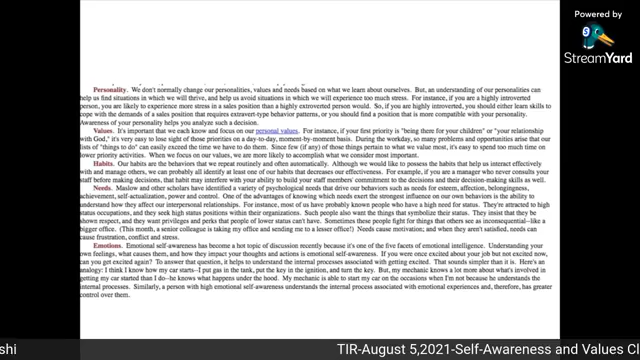 Powered by
StreamYard
Personality. We don't normally change our personalities, values and needs based on what we learn about ourselves. But, an understanding of our personalities can
help us find situations in which we will thrive, and help us avoid situations in which we will experience too much stress. For instance, if you are a highly introverted
person, you are likely to experience more stress in a sales position than a highly extroverted person would. So, if you are highly introverted, you should either learn skills to
cope with the demands of a sales position that requires extravert-type behavior patterns, or you should find a position that is more compatible with your personality.
Awareness of your personality helps you analyze such a decision.
Values. It's important that we each know and focus on our personal values. For instance, if your first priority is "being there for your children" or "your relationship
with God," it's very easy to lose sight of those priorities on a day-to-day, moment-by-moment basis. During the workday, so many problems and opportunities arise that our
lists of "things to do" can easily exceed the time we have to do them. Since few (if any) of those things pertain to what we value most, it's easy to spend too much time on
lower priority activities. When we focus on our values, we are more likely to accomplish what we consider most important.
Habits. Our habits are the behaviors that we repeat routinely and often automatically. Although we would like to possess the habits that help us interact effectively
with and manage others, we can probably all identify at least one of our habits that decreases our effectiveness. For example, if you are a manager who never consults your
staff before making decisions, that habit may interfere with your ability to build your staff members' commitment to the decisions and their decision-making skills as well.
Needs. Maslow and other scholars have identified a variety of psychological needs that drive our behaviors such as needs for esteem, affection, belongingness,
achievement, self-actualization, power and control. One of the advantages of knowing which needs exert the strongest influence on our own behaviors is the ability to
understand how they affect our interpersonal relationships. For instance, most of us have probably known people who have a high need for status. They're attracted to high
status occupations, and they seek high status positions within their organizations. Such people also want the things that symbolize their status. They insist that they be
shown respect, and they want privileges and perks that people of lower status can't have. Sometimes these people fight for things that others see as inconsequential--like a
bigger office. (This month, a senior colleague is taking my office and sending me to a lesser office!) Needs cause motivation; and when they aren't satisfied, needs can
cause frustration, conflict and stress.
Emotions. Emotional self-awareness has become a hot topic of discussion recently because it's one of the five facets of emotional intelligence. Understanding your
own feelings, what causes them, and how they impact your thoughts and actions is emotional self-awareness. If you were once excited about your job but not excited now,
can you get excited again? To answer that question, it helps to understand the internal processes associated with getting excited. That sounds simpler than it is. Here's an
analogy: I think I know how my car starts--I put gas in the tank, put the key in the ignition, and turn the key. But, my mechanic knows a lot more about what's involved in
getting my car started than I do--he knows what happens under the hood. My mechanic is able to start my car on the occasions when I'm not because he understands the
internal processes. Similarly, a person with high emotional self-awareness understands the internal process associated with emotional experiences and, therefore, has greater
control over them.
shi
TIR-August 5,2021-Self-Awareness and Values Cl